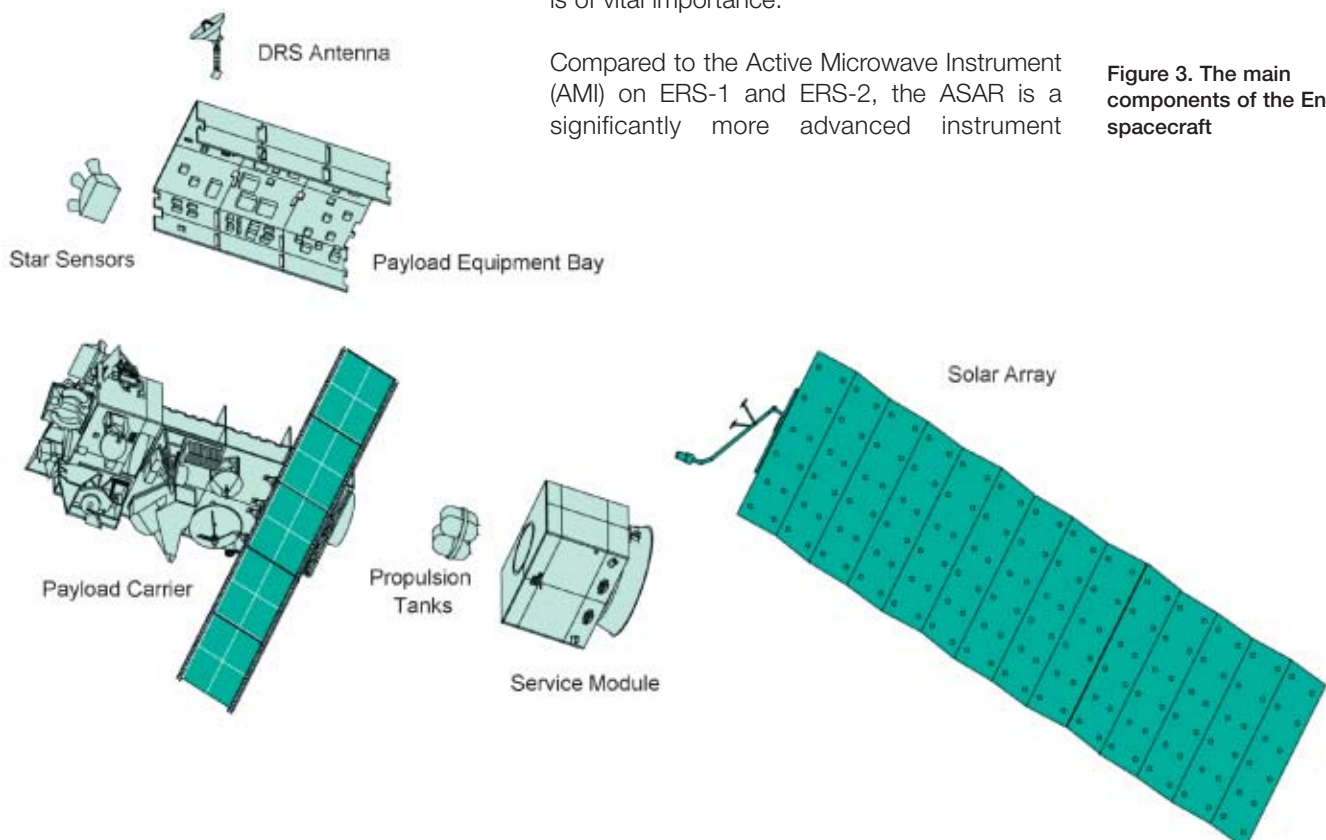 is of vital importance.
DRS Antenna
Compared to the Active Microwave Instrument
(AMI) on ERS-1 and ERS-2, the ASAR is a
significantly more advanced instrument
Figure 3. The main
components of the En
spacecraft
Star Sensors
Payload Equipment Bay
Solar Array
Payload Carrier
Propulsion
Tanks
Service Module